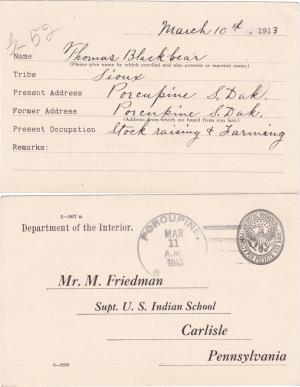 L-52
March 10th, 1913
Name Thomas Blackbear
(Please give name by which enrolled and also present or married name.)
Tribe Sioux
Present Address Porcupine S. Dak.
Former Address Porcupine S. Dak.
(Address from which we heard from you last.)
Present Occupation Stock raising & Farming
Remarks:
Department of the Interior.
PORCUPINE,
MAR
11
A.M.
1913
Mr. M. Friedman
Supt. U. S. Indian School
Carlisle
Pennsylvania